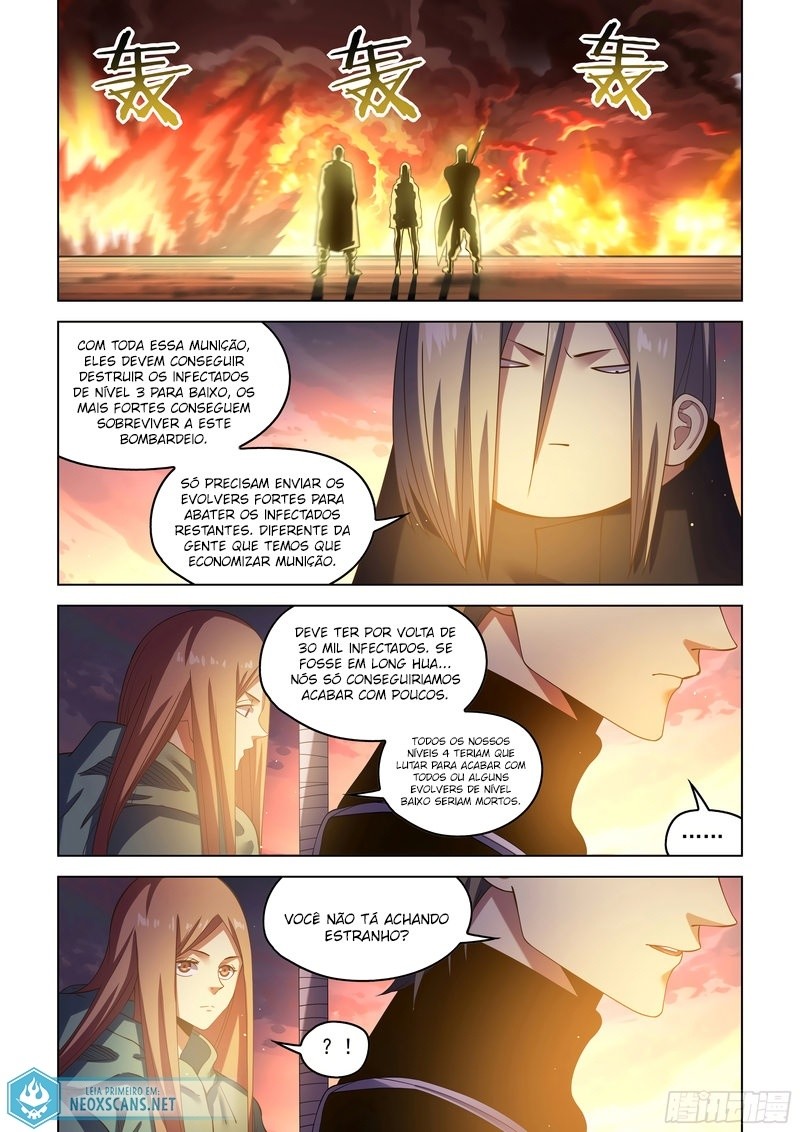 轰 轰 轰
COM TODA ESSA MUNIÇÃO,
ELES DEVEM CONSEGUIR
DESTRUIR OS INFECTADOS
DE NÍVEL 3 PARA BAIXO, OS
MAIS FORTES CONSEGUEM
SOBREVIVER A ESTE
BOMBARDEIO.
SÓ PRECISAM ENVIAR OS
EVOLVERS FORTES PARA
ABATER OS INFECTADOS
RESTANTES. DIFERENTE DA
GENTE QUE TEMOS QUE
ECONOMIZAR MUNIÇÃO.
DEVE TER POR VOLTA DE
30 MIL INFECTADOS. SE
FOSSE EM LONG HUA...
NÓS SÓ CONSEGUIRIAMOS
ACABAR COM POUCOS.
TODOS OS NOSSOS
NÍVEIS 4 TERIAM QUE
LUTAR PARA ACABAR COM
TODOS OU ALGUNS
EVOLVERS DE NÍVEL
BAIXO SERIAM MORTOS.
......
VOCÊ NÃO TÁ ACHANDO
ESTRANHO?
? !
LEIA PRIMEIRO EM:
NEOXSCANS.NET
腾讯动漫